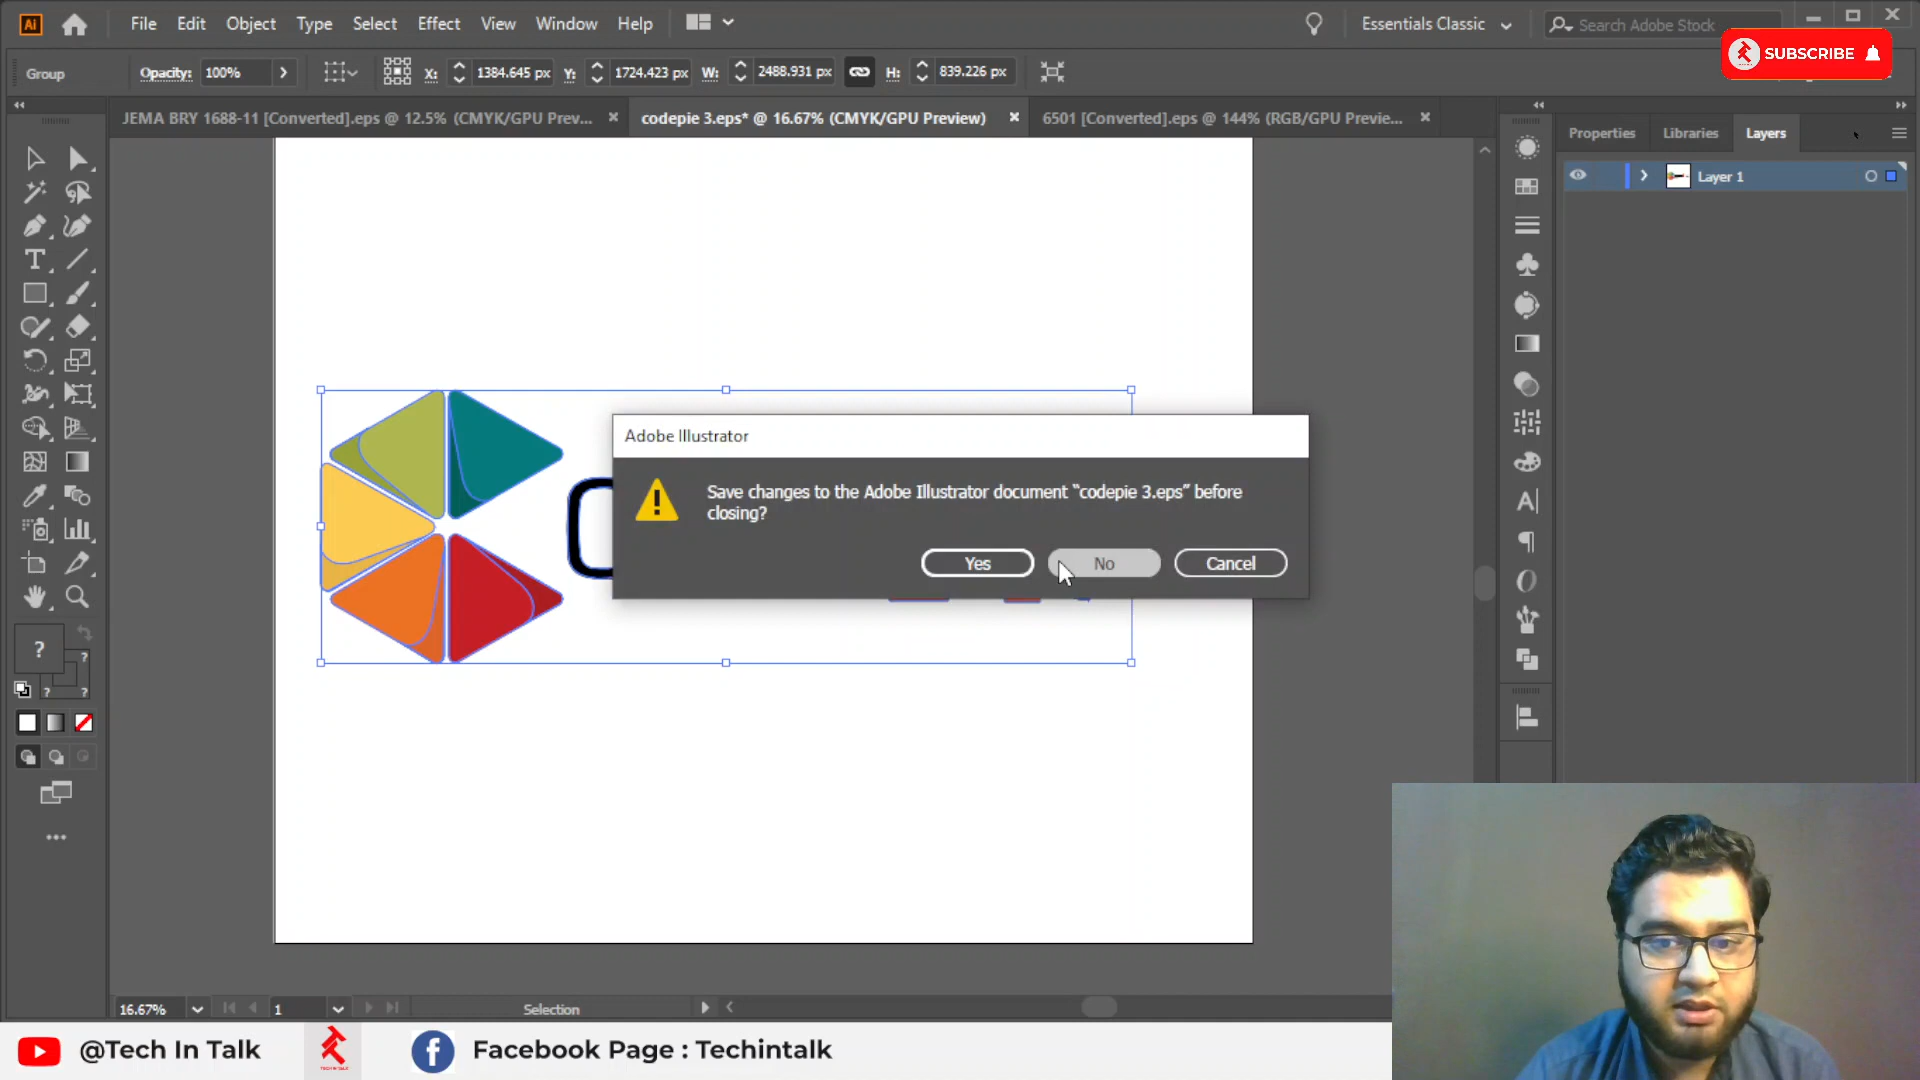 Ai File Edit Object Type Select Effect View Window Help Essentials Classic Search Adobe Stock
SUBSCRIBE
Group Opacity: 100% X: 1384.645 px Y: 1724.423 px W: 2488.931 px H: 839.226 px
JEMA BRY 1688-11 [Converted].eps @ 12.5% (CMYK/GPU Prev... codepie 3.eps* @ 16.67% (CMYK/GPU Preview) 6501 [Converted].eps @ 144% (RGB/GPU Previe...
Properties Libraries Layers
Layer 1
Adobe Illustrator
Save changes to the Adobe Illustrator document "codepie 3.eps" before
closing?
Yes No Cancel
16.67% 1 Selection
@Tech In Talk TECH IN TALK Facebook Page : Techintalk